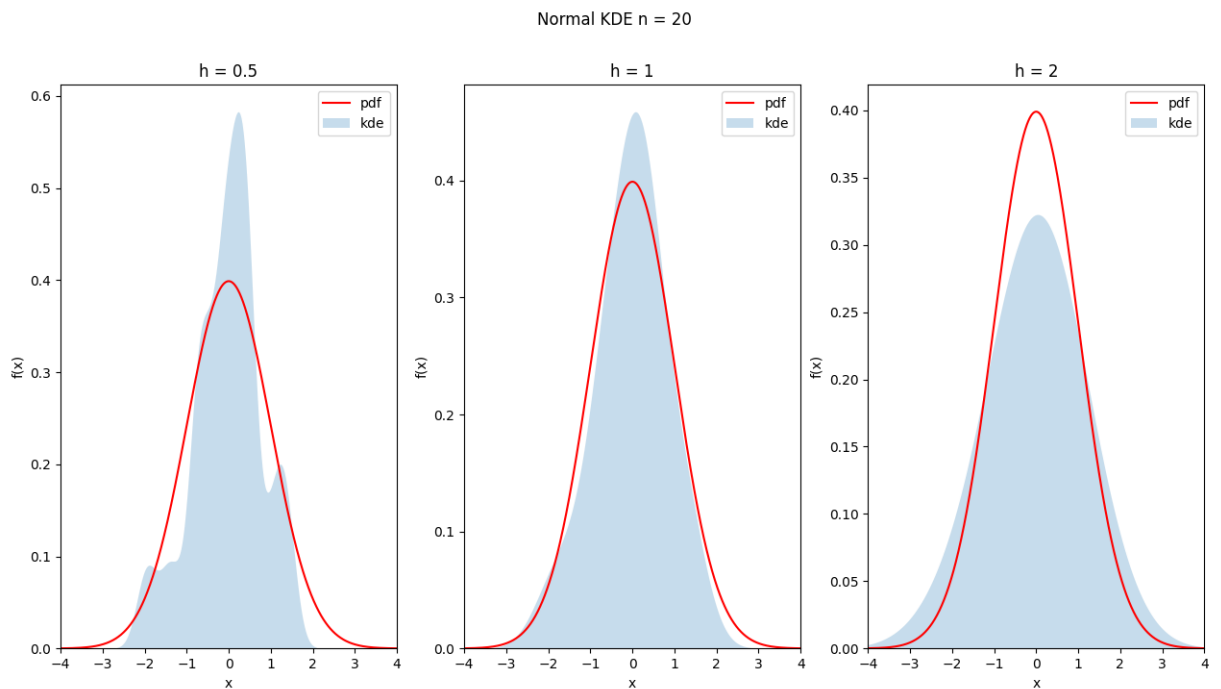 Normal KDE n = 20
h = 0.5
0.6
0.5
0.4
0.3
0.2
0.1
0.0
f(x)
−4 −3 −2 −1 0 1 2 3 4
x
pdf
kde
h = 1
0.4
0.3
0.2
0.1
0.0
f(x)
−4 −3 −2 −1 0 1 2 3 4
x
pdf
kde
h = 2
0.40
0.35
0.30
0.25
0.20
0.15
0.10
0.05
0.00
f(x)
−4 −3 −2 −1 0 1 2 3 4
x
pdf
kde